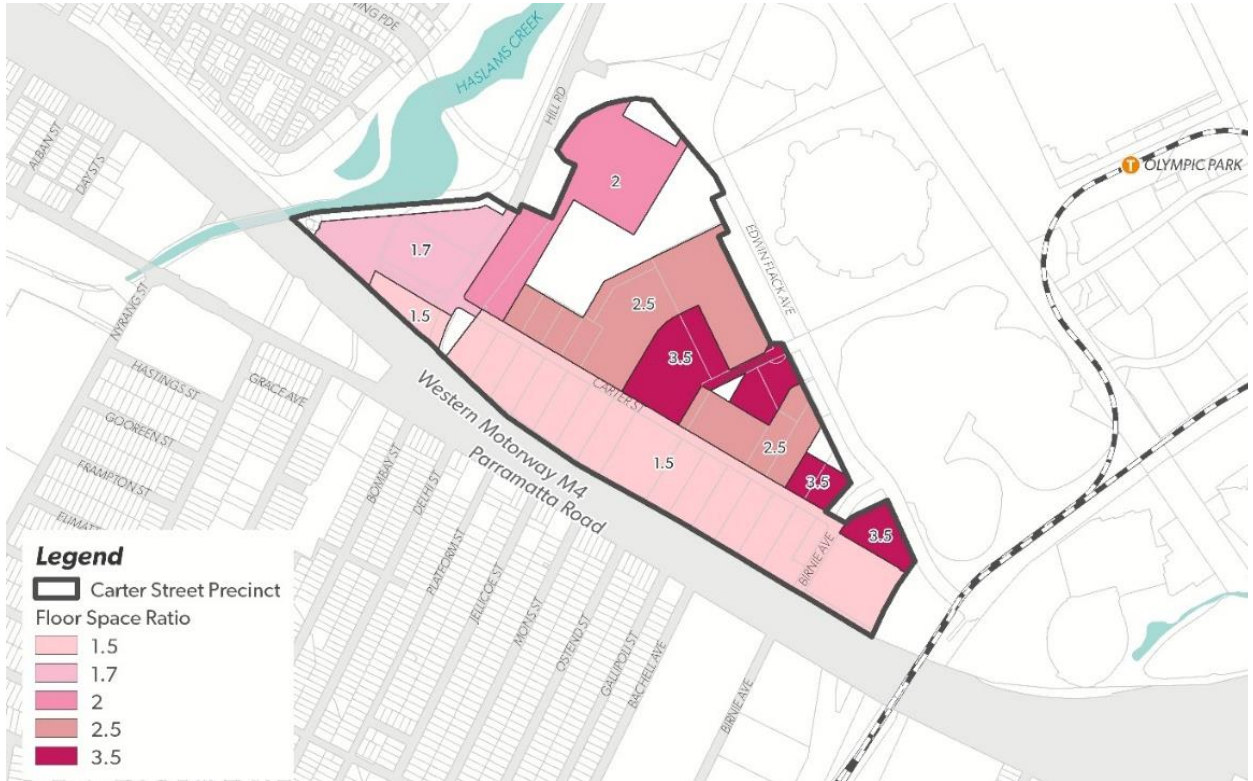 HASLAMS CREEK
HILL RD
ALBAN ST
DAY ST S
T OLYMPIC PARK
2
1.7
EDWIN FLACK AVE
1.5
2.5
NYRANG ST
3.5
CARTER ST
HASTINGS ST
GRACE AVE
GOOREEN ST
Western Motorway M4
Parramatta Road
1.5
2.5
3.5
BOMBAY ST
DELHI ST
FRAMPTON ST
PLATFORM ST
3.5
BIRNIE AVE
JELLICOE ST
MONS ST
OSTEND ST
GALLIPOLI ST
BACHELL AVE
BIRNIE AVE
Legend
Carter Street Precinct
Floor Space Ratio
1.5
1.7
2
2.5
3.5